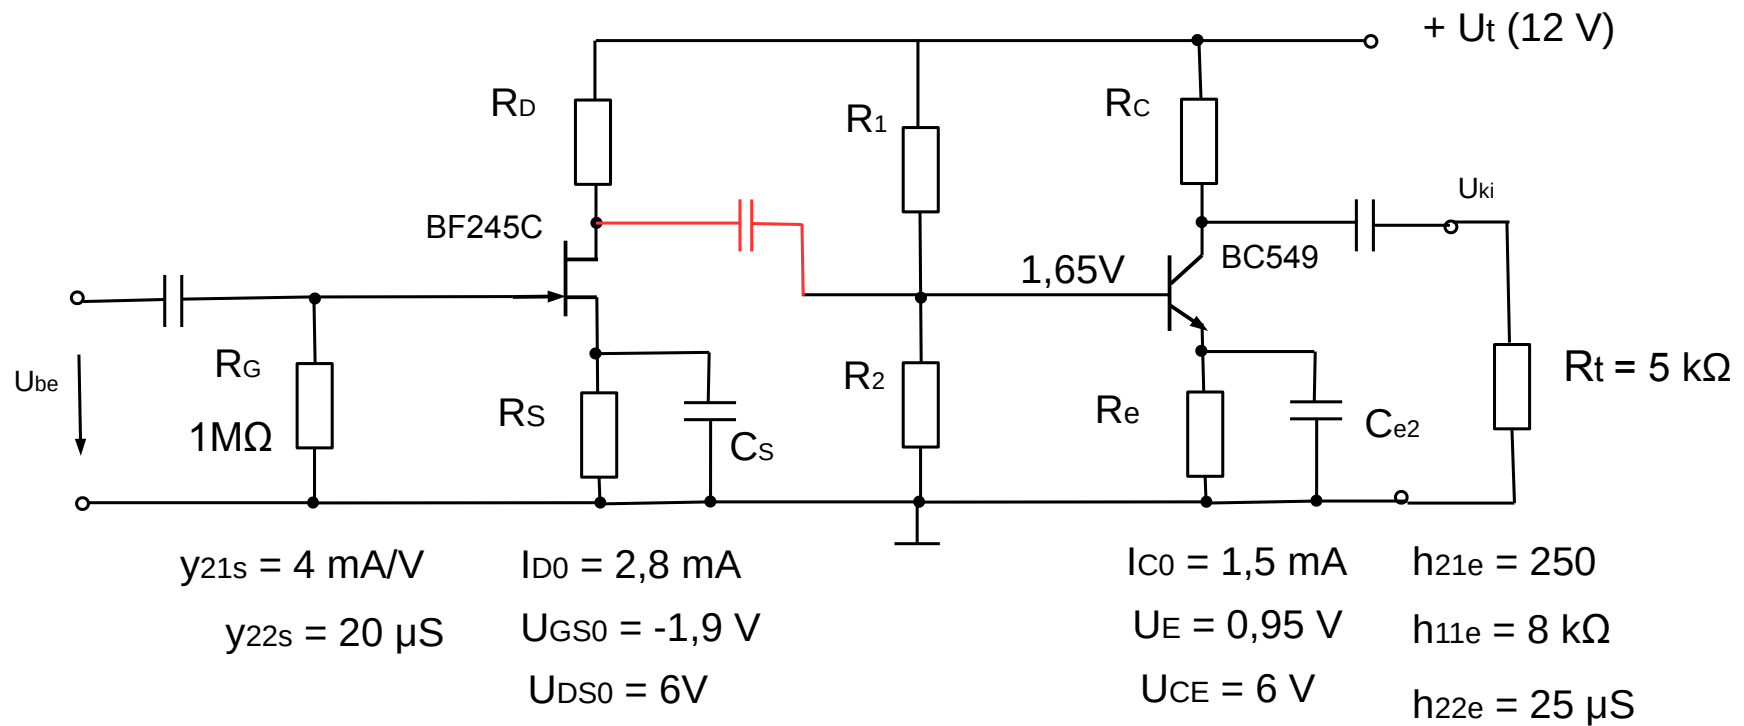 + Ut (12 V)
RD
R1
RC
Uki
BF245C
BC549
1,65V
Ube
RG
1MΩ
RS
CS
R2
Re
Ce2
Rt = 5 kΩ
y21s = 4 mA/V
y22s = 20 μS
ID0 = 2,8 mA
UGS0 = -1,9 V
UDS0 = 6V
IC0 = 1,5 mA
UE = 0,95 V
UCE = 6 V
h21e = 250
h11e = 8 kΩ
h22e = 25 μS